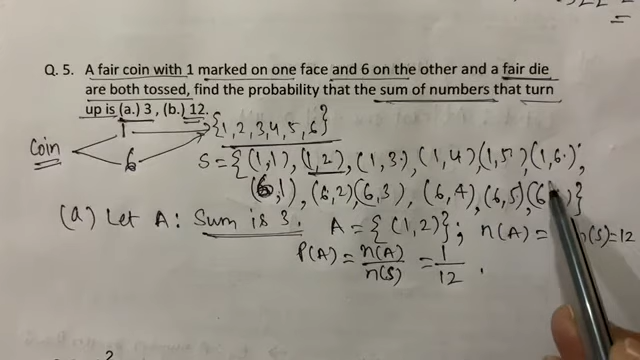 Q. 5. A fair coin with 1 marked on one face and 6 on the other and a fair die
are both tossed, find the probability that the sum of numbers that turn
up is (a.) 3 , (b.) 12.
1 {1,2,3,4,5,6}
Coin
6
S = {(1,1), (1,2), (1,3), (1,4), (1,5), (1,6),
(6,1), (6,2), (6,3), (6,4), (6,5), (6 )}
(a) Let A : Sum is 3. A = {(1,2)}; n(A) = (S)=12
P(A) = n(A)/n(S) = 1/12 .
2